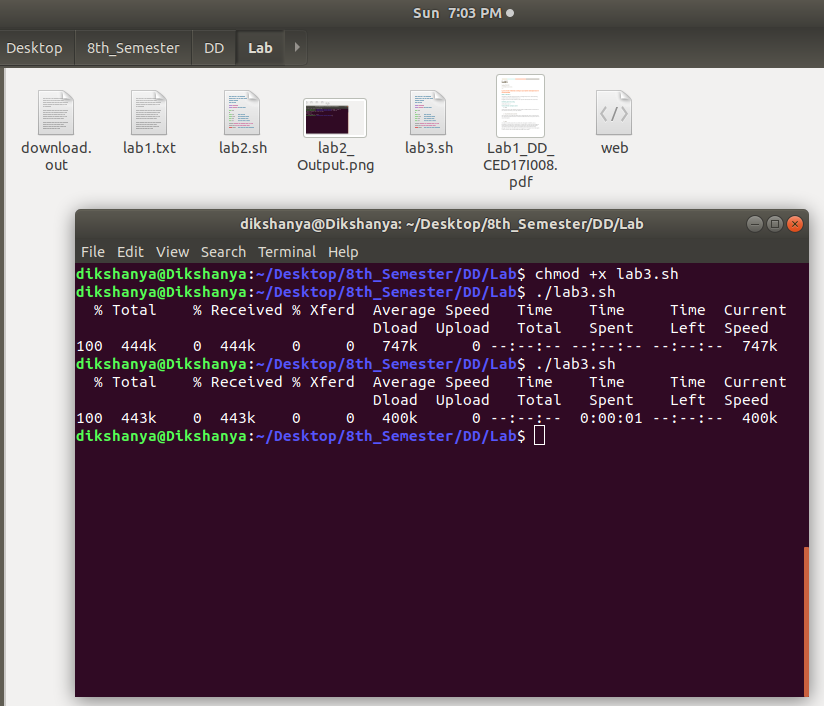 Sun 7:03 PM●
Desktop 8th_Semester DD Lab
download.
out
lab1.txt
lab2.sh
lab2_
Output.png
lab3.sh
Lab1_DD_
CED17I008.
pdf
web
dikshanya@Dikshanya: ~/Desktop/8th_Semester/DD/Lab
File Edit View Search Terminal Help
dikshanya@Dikshanya:~/Desktop/8th_Semester/DD/Lab$ chmod +x lab3.sh
dikshanya@Dikshanya:~/Desktop/8th_Semester/DD/Lab$ ./lab3.sh
% Total % Received % Xferd Average Speed Time Time Time Current
Dload Upload Total Spent Left Speed
100 444k 0 444k 0 0 747k 0 --:--:-- --:--:-- --:--:-- 747k
dikshanya@Dikshanya:~/Desktop/8th_Semester/DD/Lab$ ./lab3.sh
% Total % Received % Xferd Average Speed Time Time Time Current
Dload Upload Total Spent Left Speed
100 443k 0 443k 0 0 400k 0 --:--:-- 0:00:01 --:--:-- 400k
dikshanya@Dikshanya:~/Desktop/8th_Semester/DD/Lab$